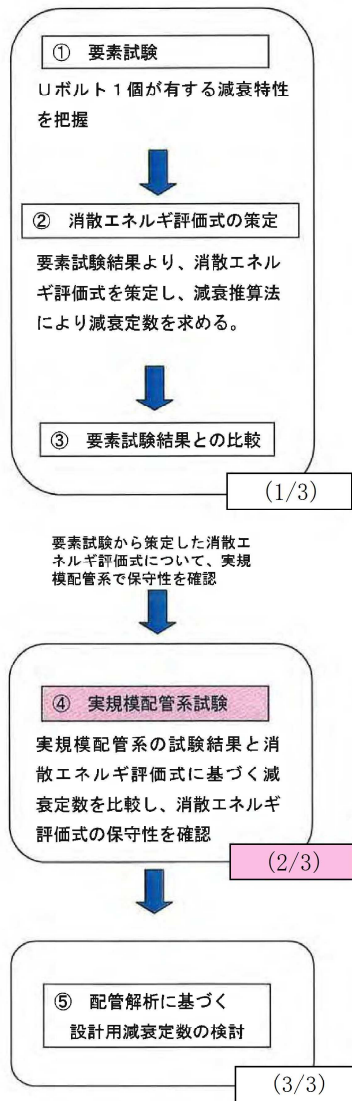 ① 要素試験
Uボルト1個が有する減衰特性
を把握
② 消散エネルギ評価式の策定
要素試験結果より、消散エネル
ギ評価式を策定し、減衰推算法
により減衰定数を求める。
③ 要素試験結果との比較
(1/3)
要素試験から策定した消散エ
ネルギ評価式について、実規
模配管系で保守性を確認
④ 実規模配管系試験
実規模配管系の試験結果と消
散エネルギ評価式に基づく減
衰定数を比較し、消散エネルギ
評価式の保守性を確認
(2/3)
⑤ 配管解析に基づく
設計用減衰定数の検討
(3/3)